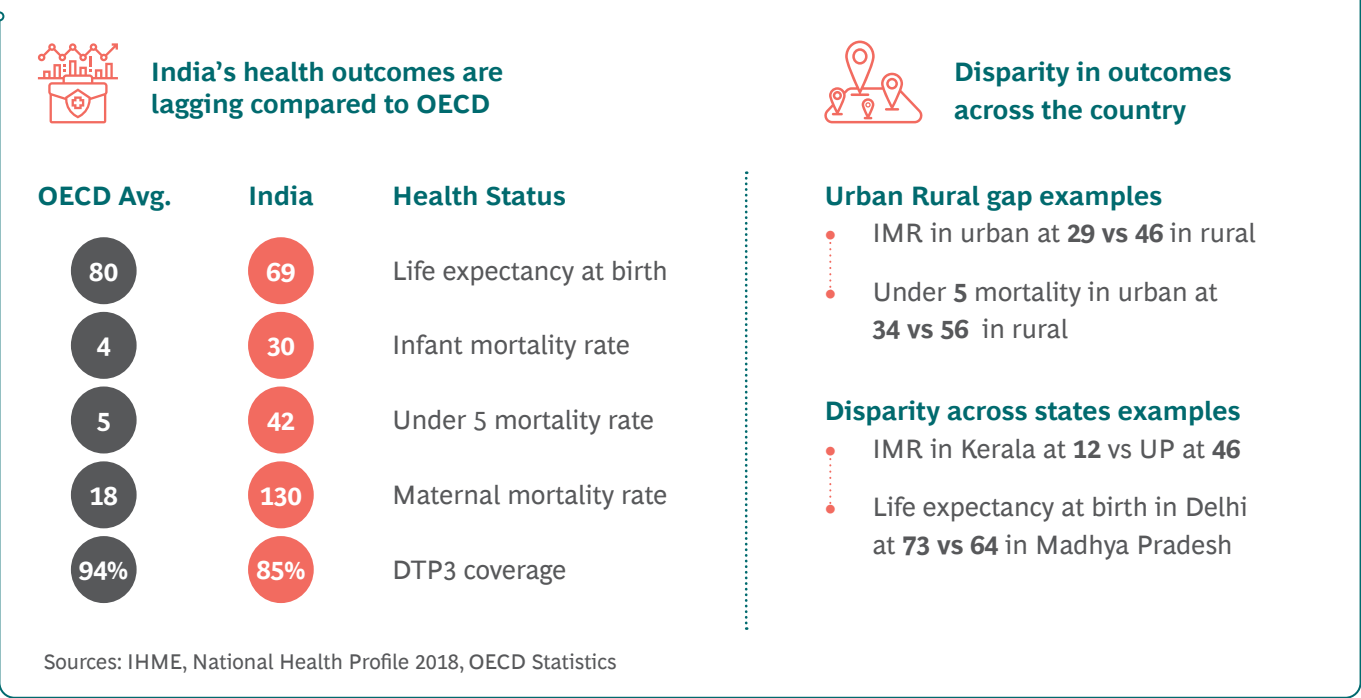 India's health outcomes are
lagging compared to OECD
OECD Avg. India Health Status
80 69 Life expectancy at birth
4 30 Infant mortality rate
5 42 Under 5 mortality rate
18 130 Maternal mortality rate
94% 85% DTP3 coverage
Disparity in outcomes
across the country
Urban Rural gap examples
IMR in urban at 29 vs 46 in rural
Under 5 mortality in urban at
34 vs 56 in rural
Disparity across states examples
IMR in Kerala at 12 vs UP at 46
Life expectancy at birth in Delhi
at 73 vs 64 in Madhya Pradesh
Sources: IHME, National Health Profile 2018, OECD Statistics